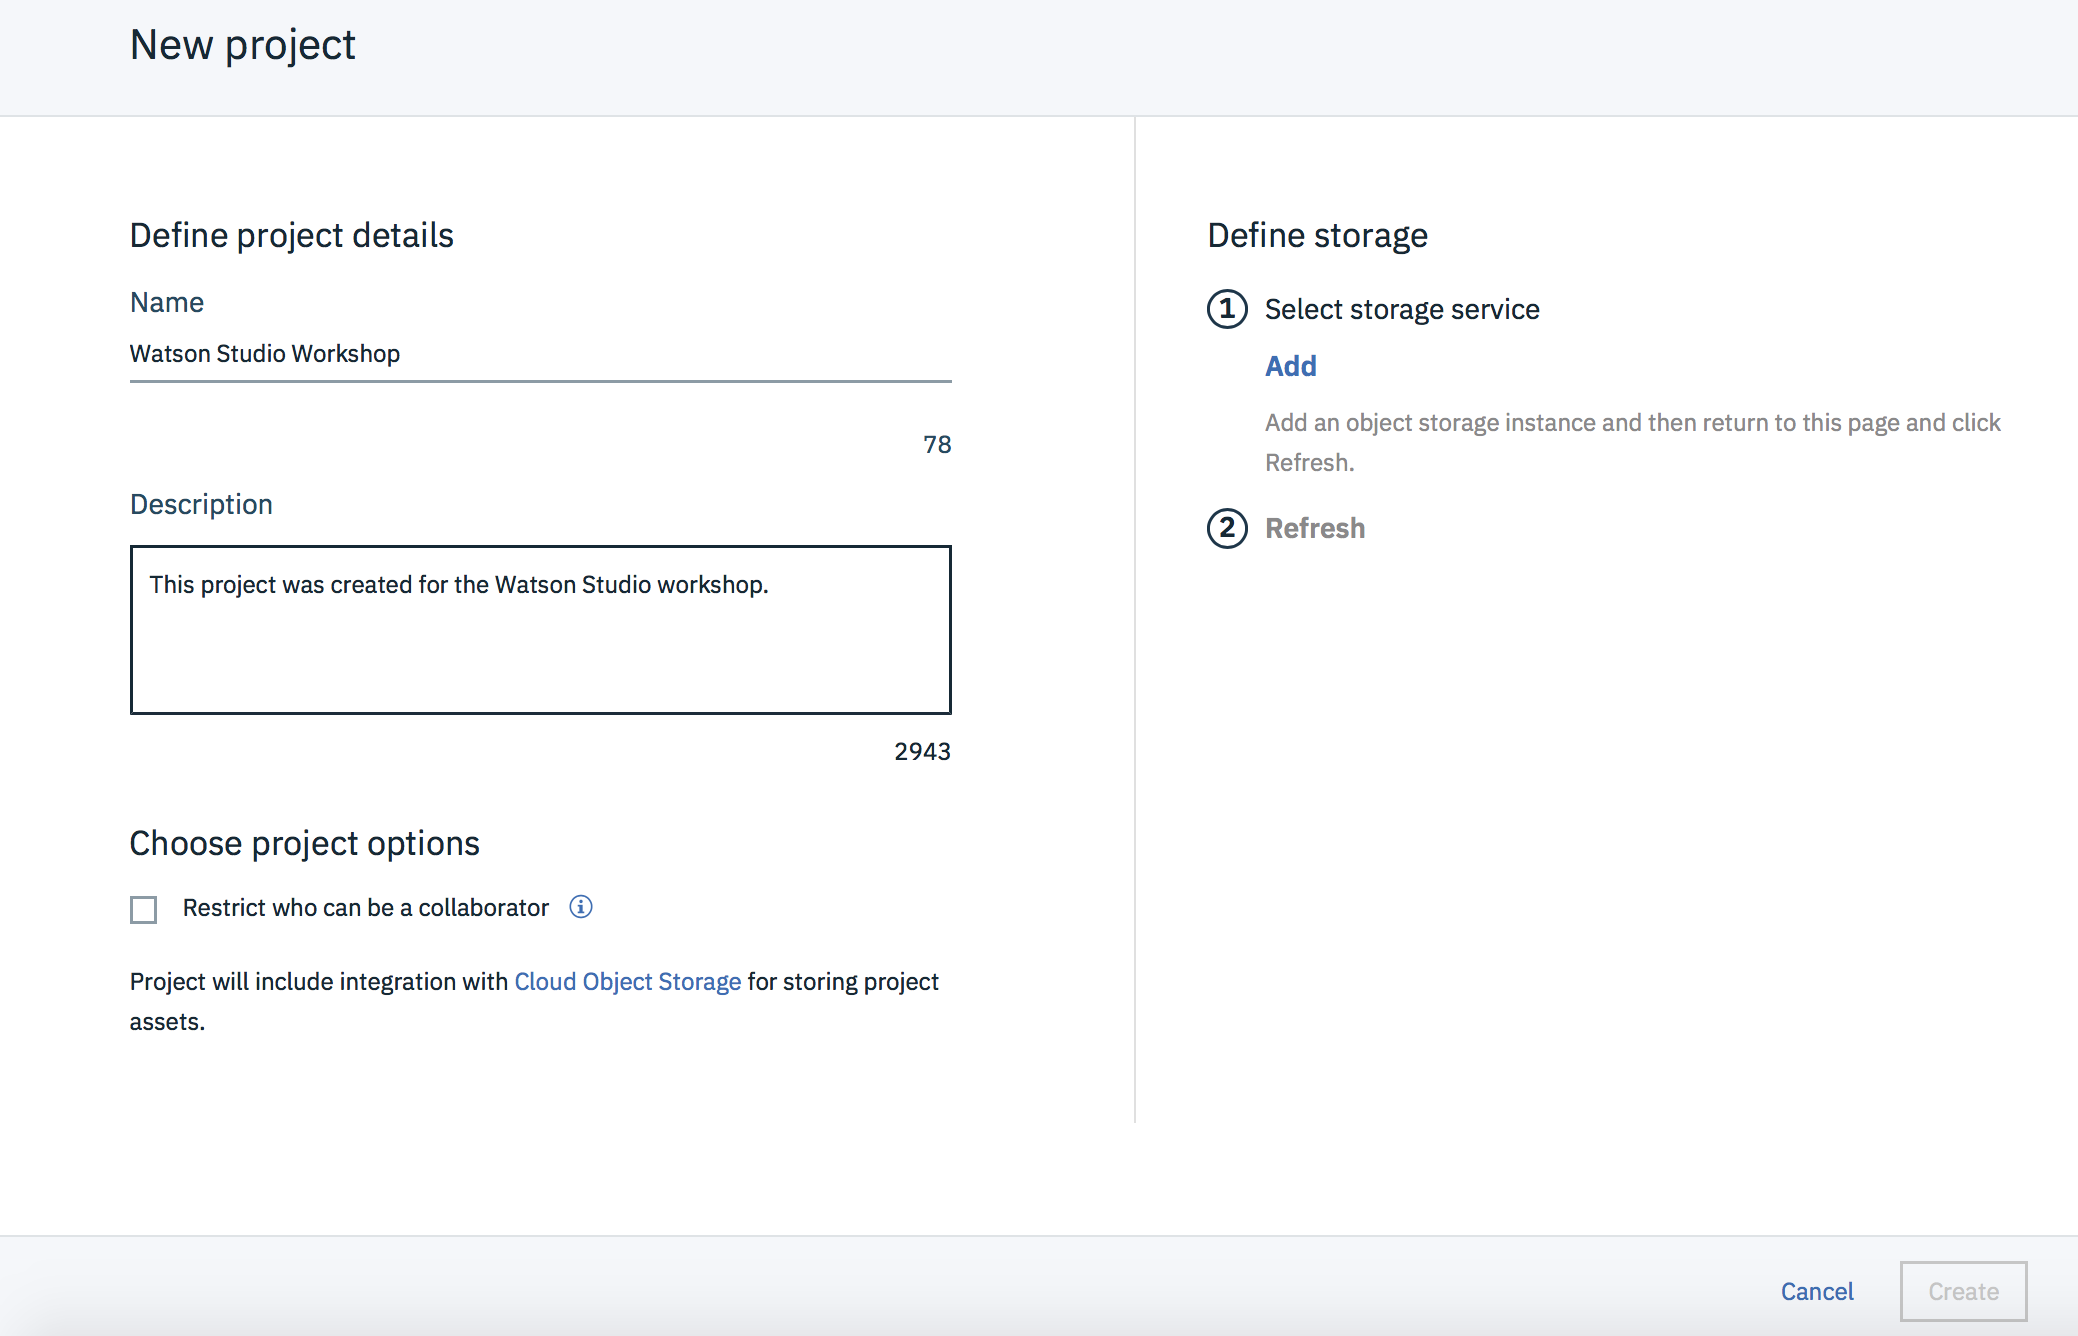 New project
Define project details
Name
Watson Studio Workshop
78
Description
This project was created for the Watson Studio workshop.
2943
Choose project options
Restrict who can be a collaborator
Project will include integration with Cloud Object Storage for storing project
assets.
Define storage
1 Select storage service
Add
Add an object storage instance and then return to this page and click
Refresh.
2 Refresh
Cancel
Create